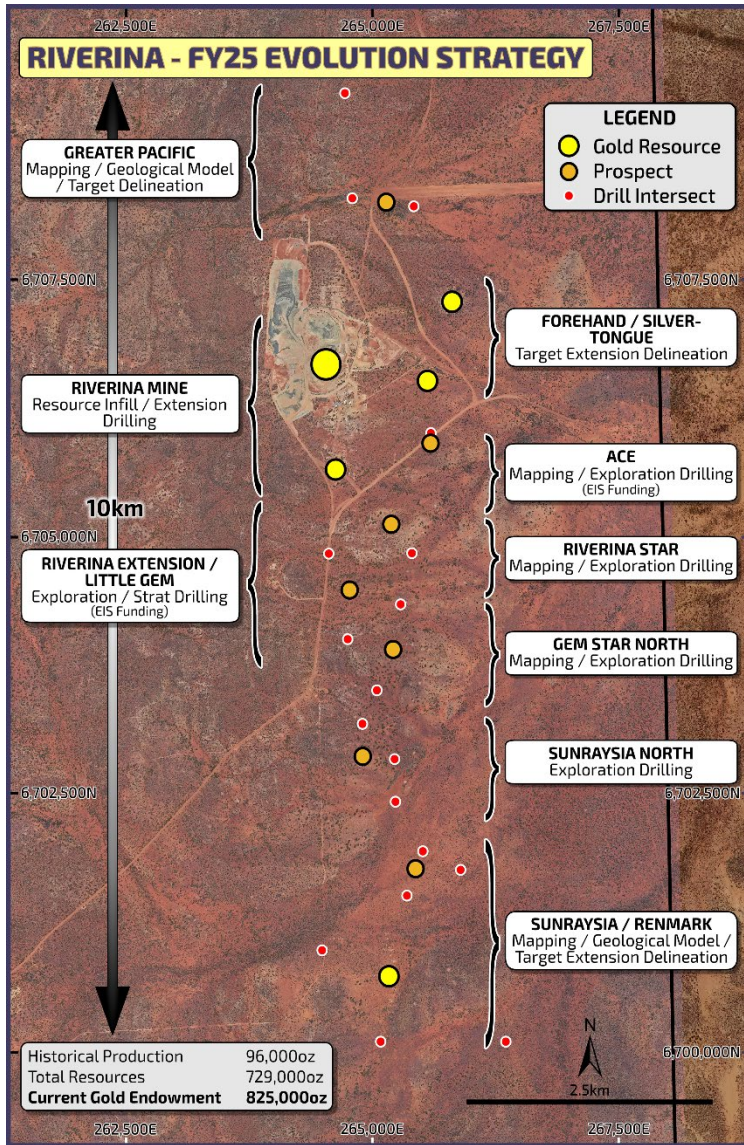 262,500E
265,000E
267,500E
RIVERINA - FY25 EVOLUTION STRATEGY
LEGEND
Gold Resource
Prospect
Drill Intersect
GREATER PACIFIC
Mapping / Geological Model
/ Target Delineation
6,707,500N
6,707,500N
FOREHAND / SILVER-
TONGUE
Target Extension Delineation
RIVERINA MINE
Resource Infill / Extension
Drilling
ACE
Mapping / Exploration Drilling
(EIS Funding)
10km
6,705,000N
RIVERINA STAR
Mapping / Exploration Drilling
RIVERINA EXTENSION /
LITTLE GEM
Exploration / Strat Drilling
(EIS Funding)
GEM STAR NORTH
Mapping / Exploration Drilling
SUNRAYSIA NORTH
Exploration Drilling
6,702,500N
6,702,500N
SUNRAYSIA / RENMARK
Mapping / Geological Model /
Target Extension Delineation
N
6,700,000N
2.5km
Historical Production 96,000oz
Total Resources 729,000oz
Current Gold Endowment 825,000oz
262,500E
265,000E
267,500E